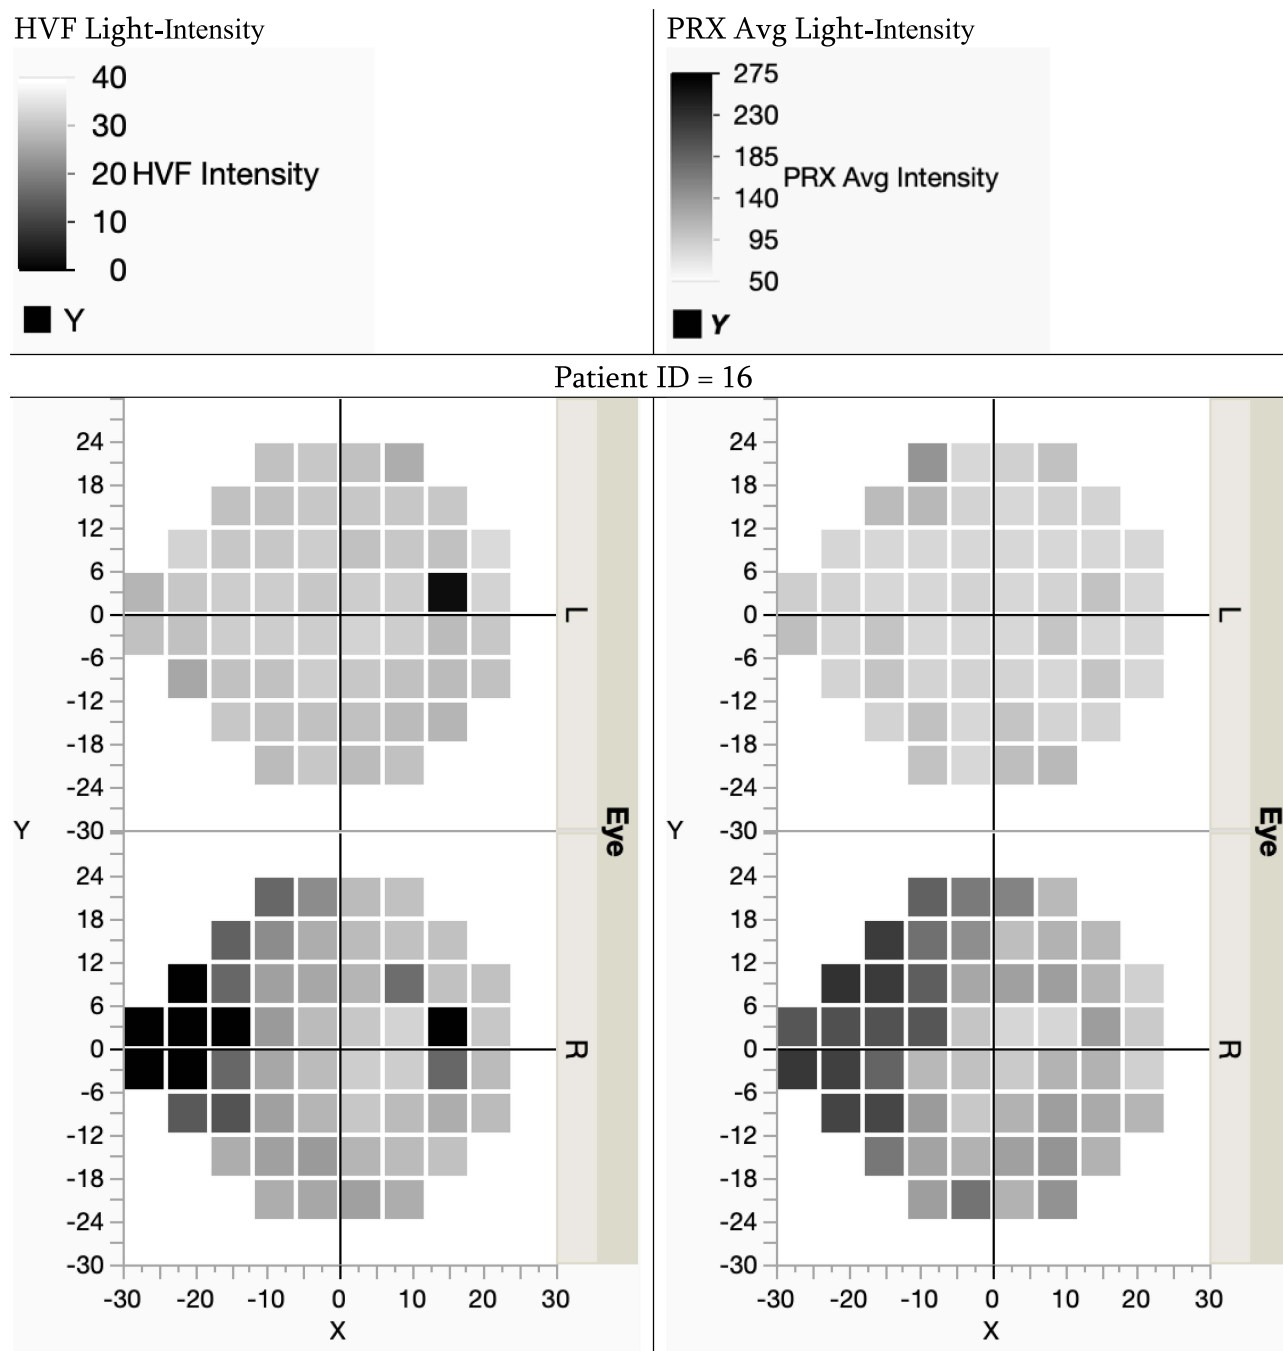 HVF Light-Intensity
40
30
20 HVF Intensity
10
0
Y
PRX Avg Light-Intensity
275
230
185
PRX Avg Intensity
140
95
50
Y
Patient ID = 16
24
18
12
6
0
-6
-12
-18
-24
-30
L
24
18
12
6
0
-6
-12
-18
-24
-30
R
Y
Eye
-30 -20 -10 0 10 20 30
X
24
18
12
6
0
-6
-12
-18
-24
-30
L
24
18
12
6
0
-6
-12
-18
-24
-30
R
Y
Eye
-30 -20 -10 0 10 20 30
X